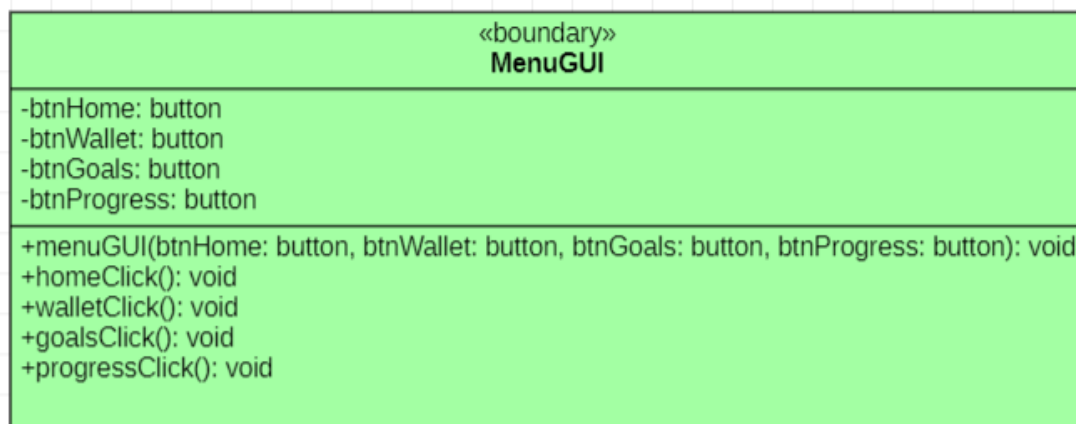 «boundary»
MenuGUI
-btnHome: button
-btnWallet: button
-btnGoals: button
-btnProgress: button
+menuGUI(btnHome: button, btnWallet: button, btnGoals: button, btnProgress: button): void
+homeClick(): void
+walletClick(): void
+goalsClick(): void
+progressClick(): void